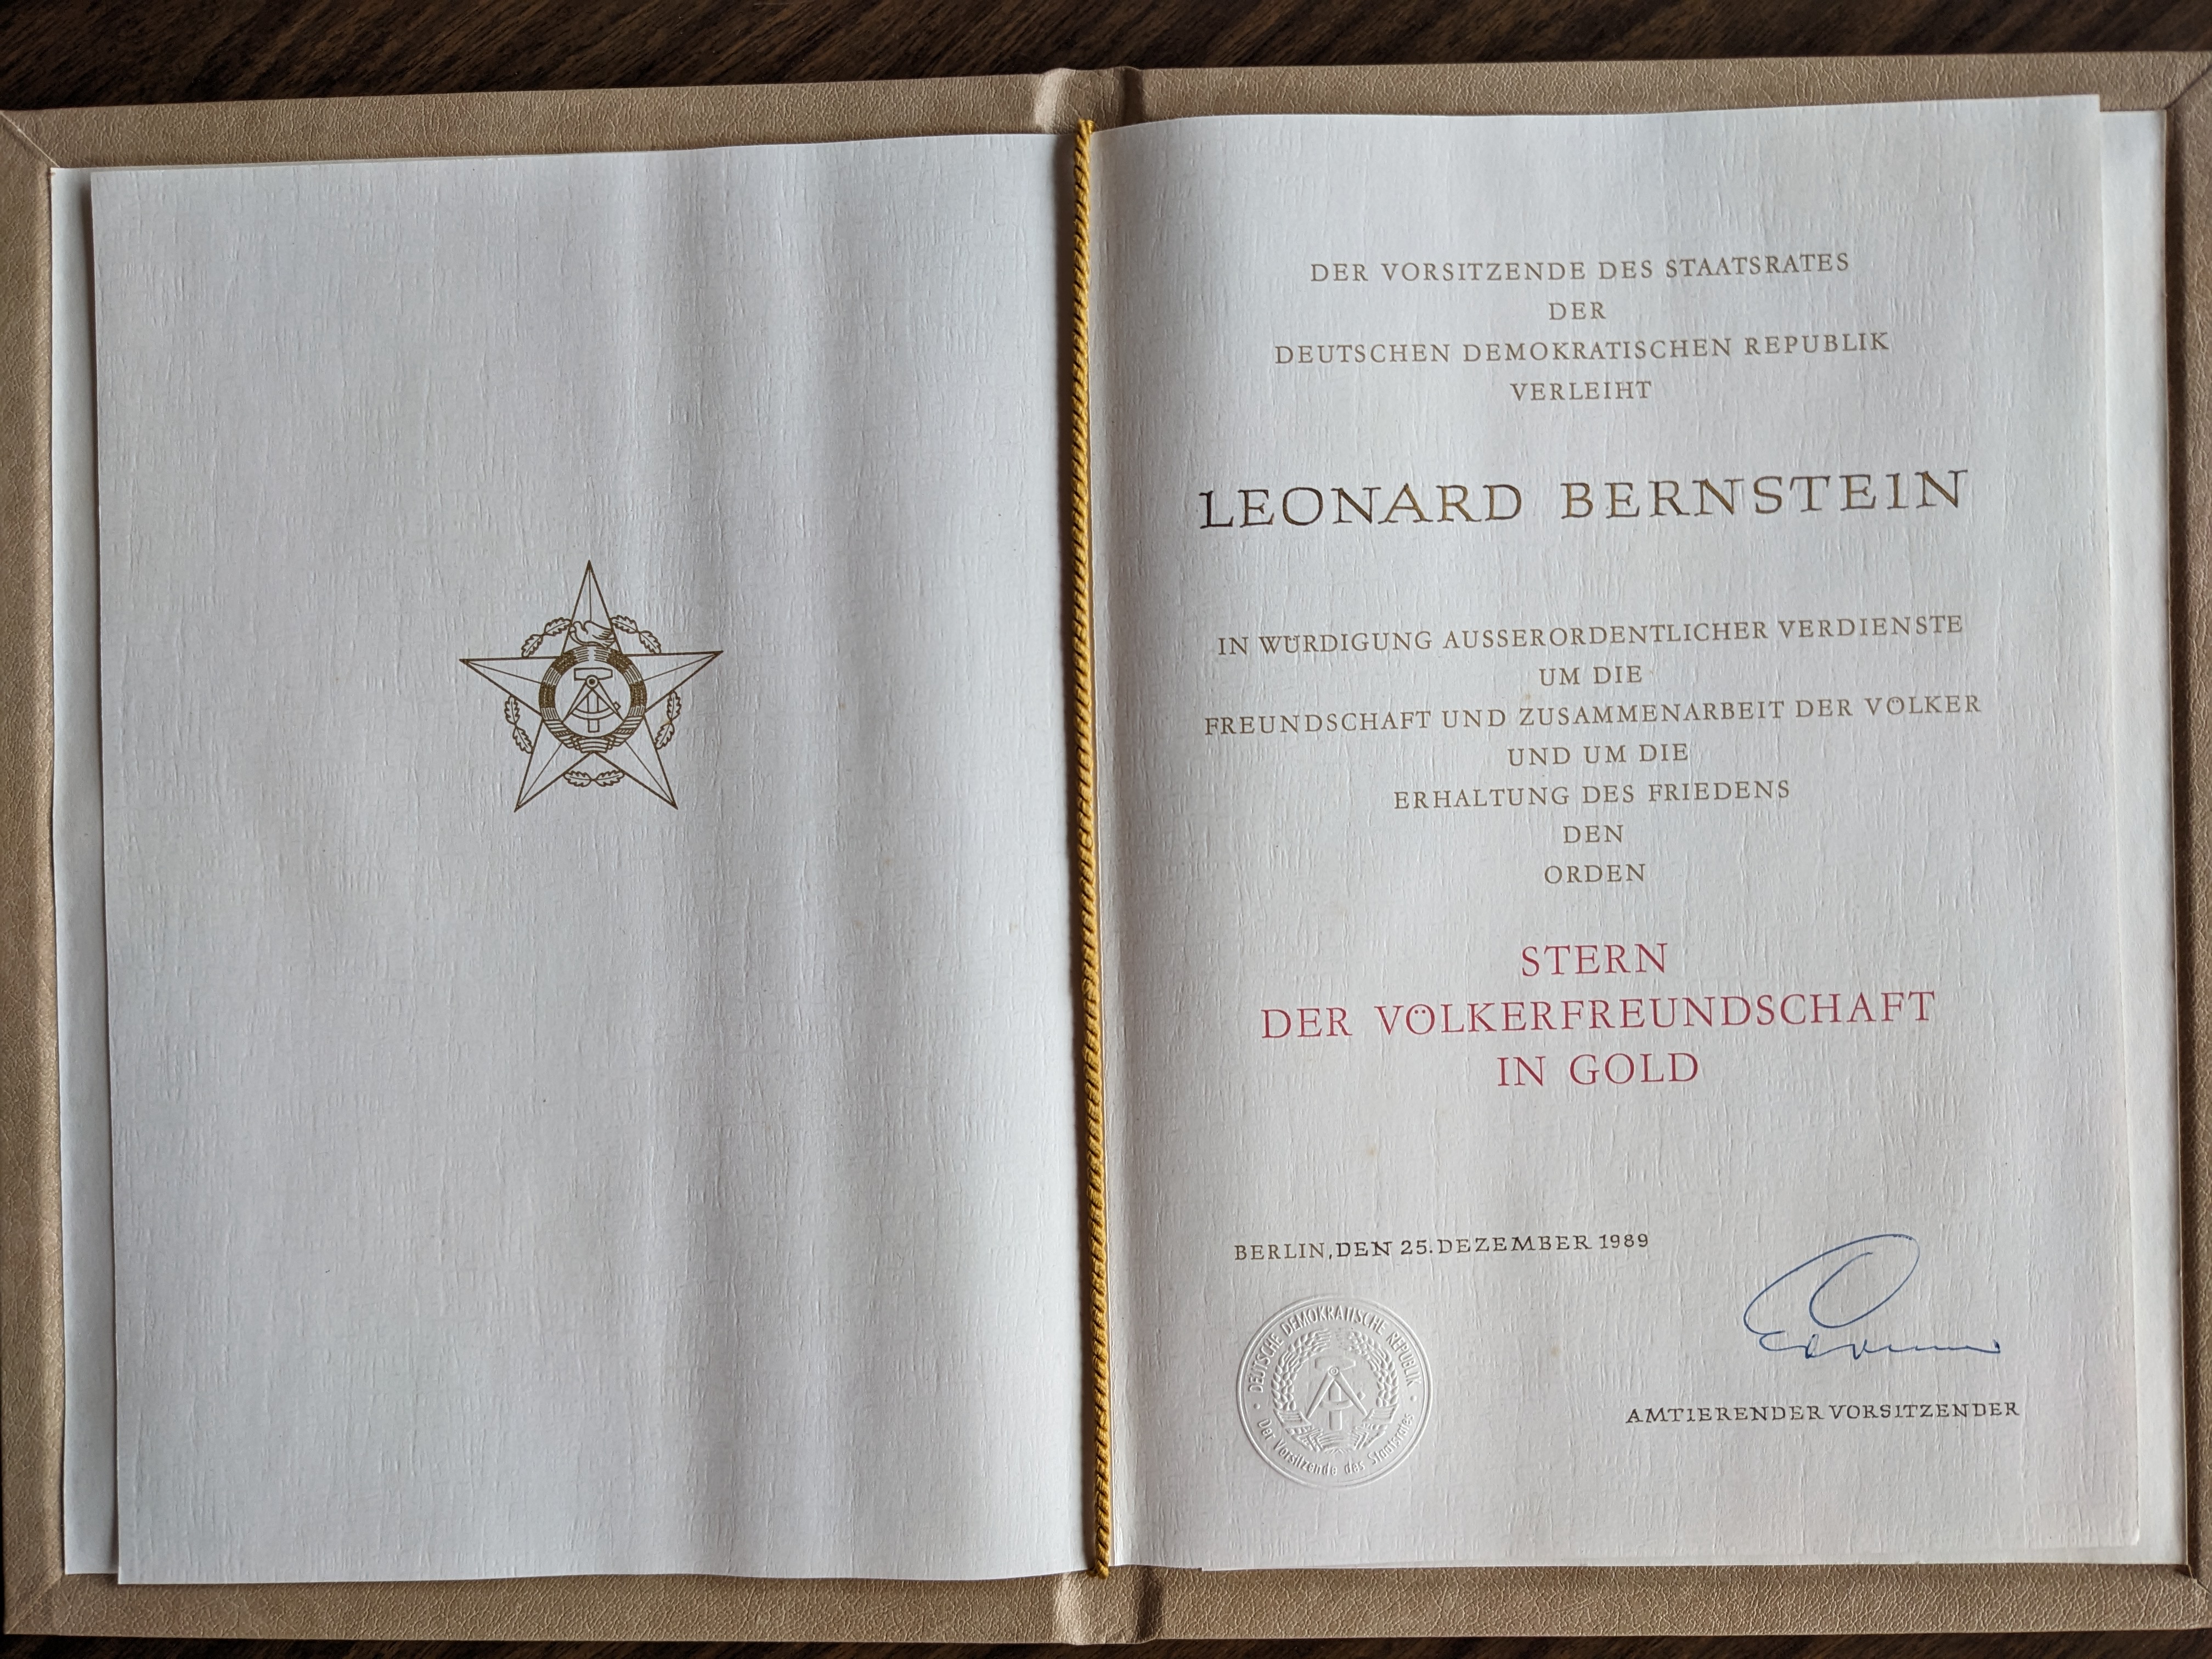 DER VORSITZENDE DES STAATSRATES
DER
DEUTSCHEN DEMOKRATISCHEN REPUBLIK
VERLEIHT
LEONARD BERNSTEIN
IN WÜRDIGUNG AUSSERORDENTLICHER VERDIENSTE
UM DIE
FREUNDSCHAFT UND ZUSAMMENARBEIT DER VÖLKER
UND UM DIE
ERHALTUNG DES FRIEDENS
DEN
ORDEN
STERN
DER VÖLKERFREUNDSCHAFT
IN GOLD
BERLIN, DEN 25. DEZEMBER 1989
DEUTSCHE DEMOKRATISCHE REPUBLIK
Der Vorsitzende des Staatsrates
AMTIERENDER VORSITZENDER